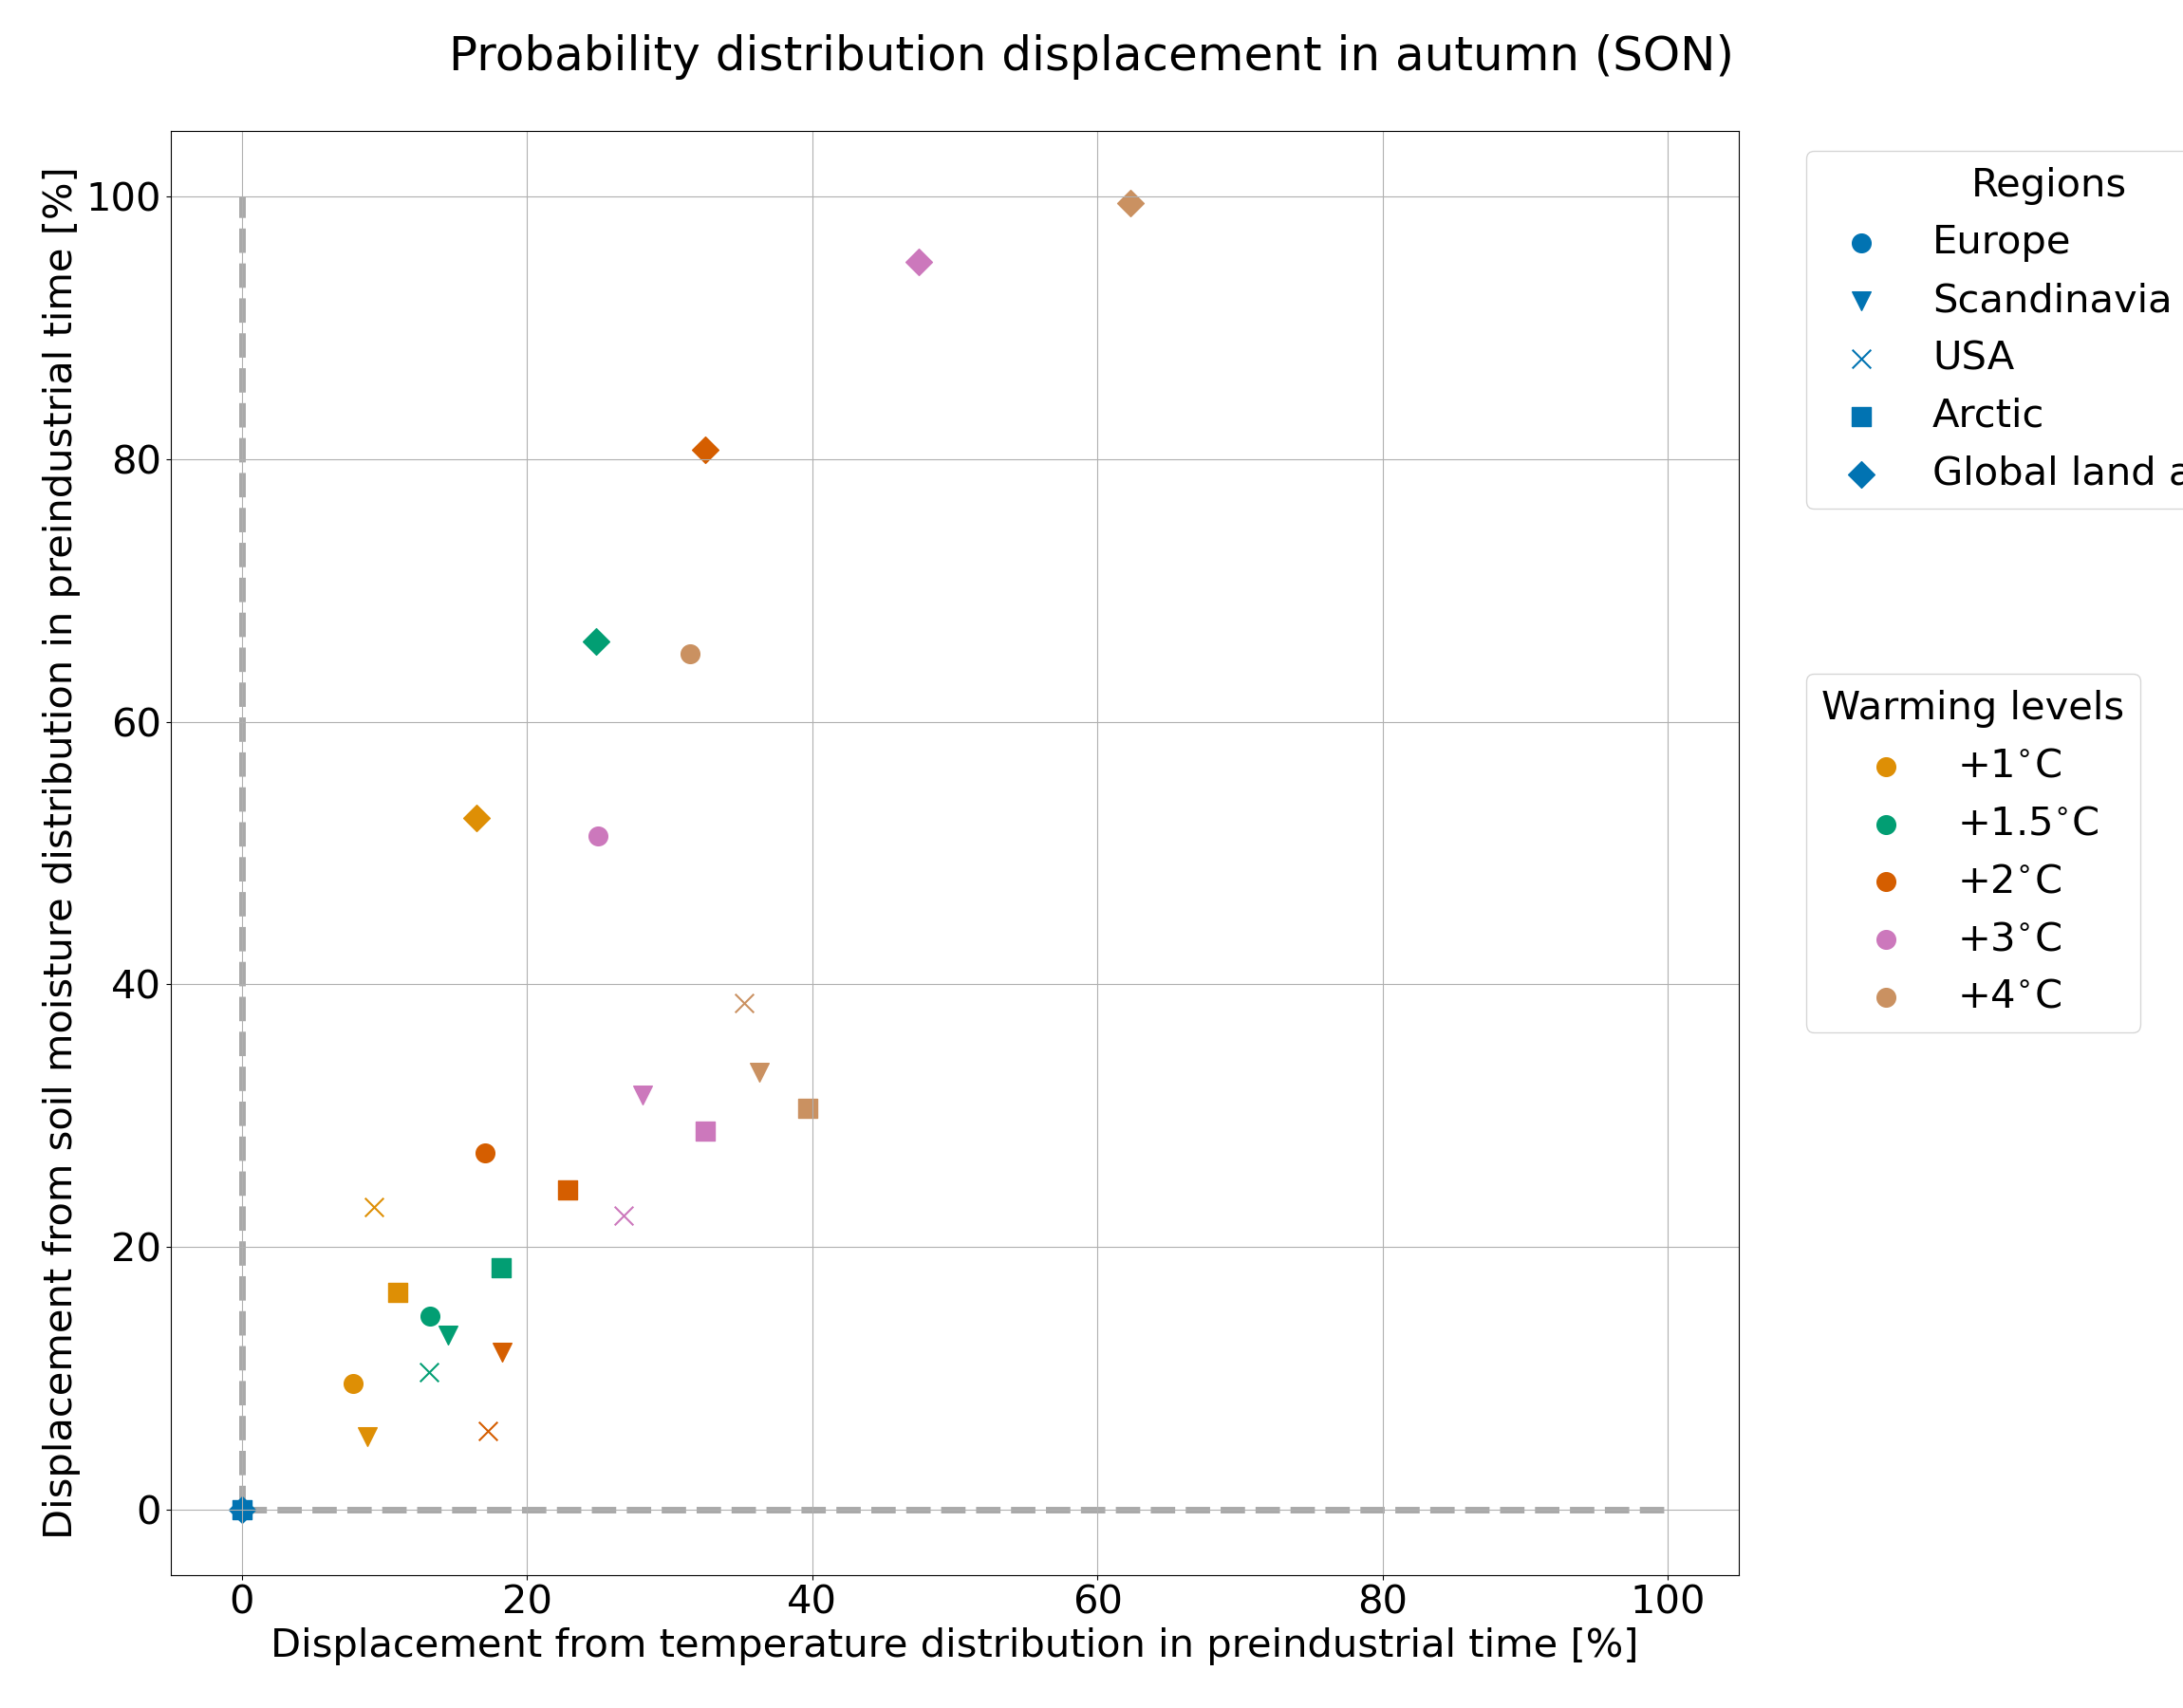 Probability distribution displacement in autumn (SON)
Displacement from soil moisture distribution in preindustrial time [%]
100
80
60
40
20
0
0 20 40 60 80 100
Displacement from temperature distribution in preindustrial time [%]
Regions
Europe
Scandinavia
USA
Arctic
Global land
Warming levels
+1°C
+1.5°C
+2°C
+3°C
+4°C